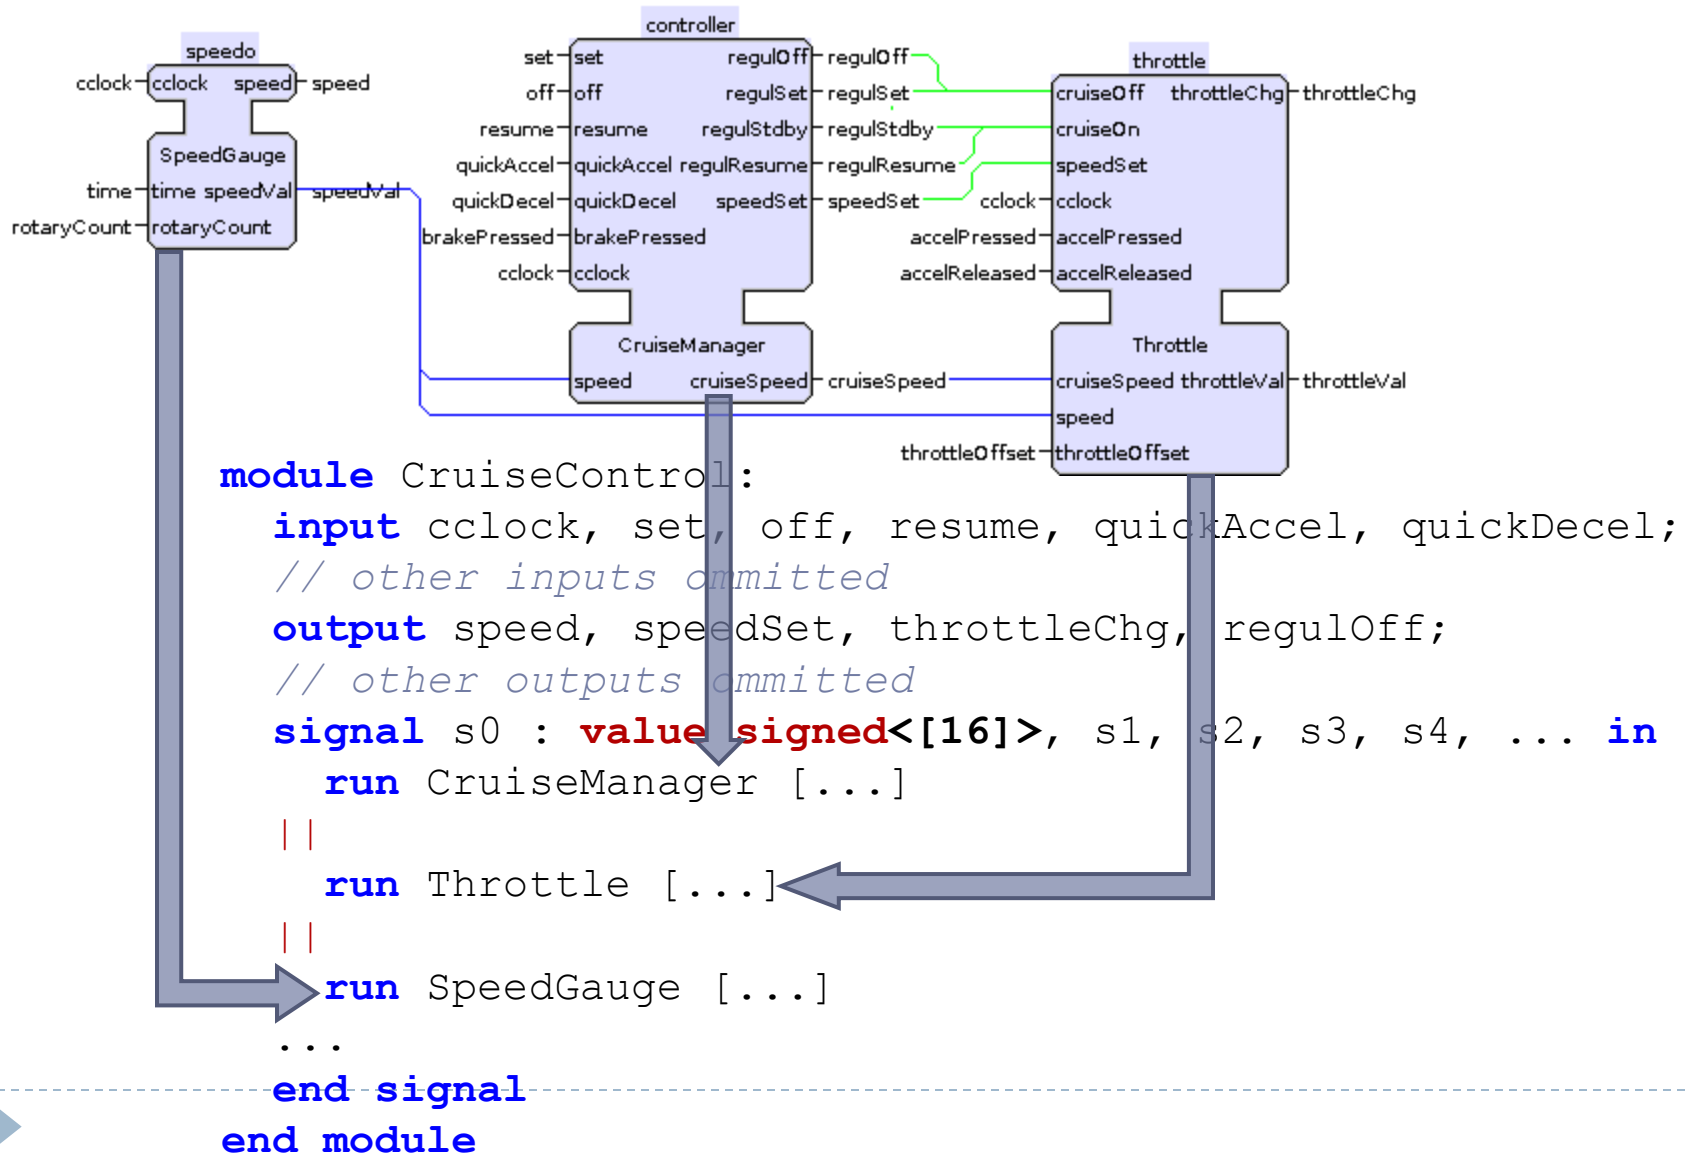 controller
speedo
throttle
set set regulOff regulOff
cclock cclock speed speed
off off regulSet regulSet
cruiseOff throttleChg throttleChg
resume resume regulStdby regulStdby
cruiseOn
SpeedGauge
quickAccel quickAccel regulResume regulResume
speedSet
time time speedVal speedVal
quickDecel quickDecel speedSet speedSet
cclock cclock
rotaryCount rotaryCount
brakePressed brakePressed
accelPressed accelPressed
cclock cclock
accelReleased accelReleased
CruiseManager
Throttle
speed cruiseSpeed cruiseSpeed
cruiseSpeed throttleVal throttleVal
speed
throttleOffset throttleOffset
module CruiseControl:
input cclock, set, off, resume, quickAccel, quickDecel;
// other inputs ommitted
output speed, speedSet, throttleChg, regulOff;
// other outputs ommitted
signal s0 : value signed<[16]>, s1, s2, s3, s4, ... in
run CruiseManager [...]
||
run Throttle [...]
||
run SpeedGauge [...]
...
end signal
end module